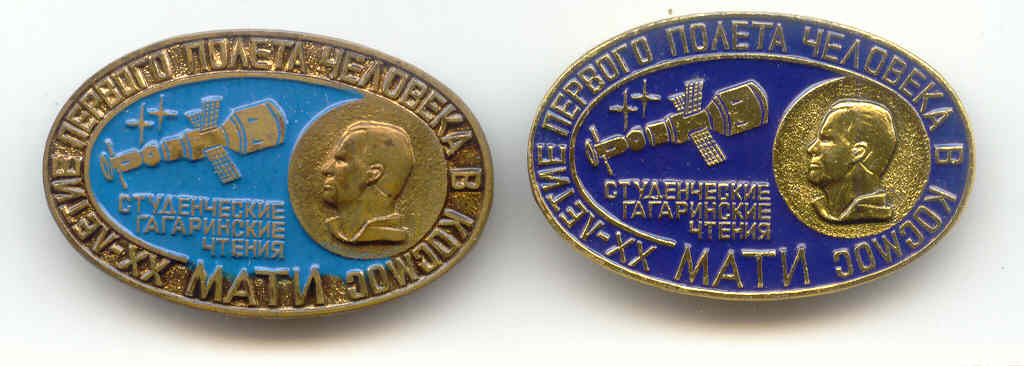 XX-ЛЕТИЕ ПЕРВОГО ПОЛЕТА ЧЕЛОВЕКА В КОСМОС
СТУДЕНЧЕСКИЕ
ГАГАРИНСКИЕ
ЧТЕНИЯ
МАТИ
XX-ЛЕТИЕ ПЕРВОГО ПОЛЕТА ЧЕЛОВЕКА В КОСМОС
СТУДЕНЧЕСКИЕ
ГАГАРИНСКИЕ
ЧТЕНИЯ
МАТИ